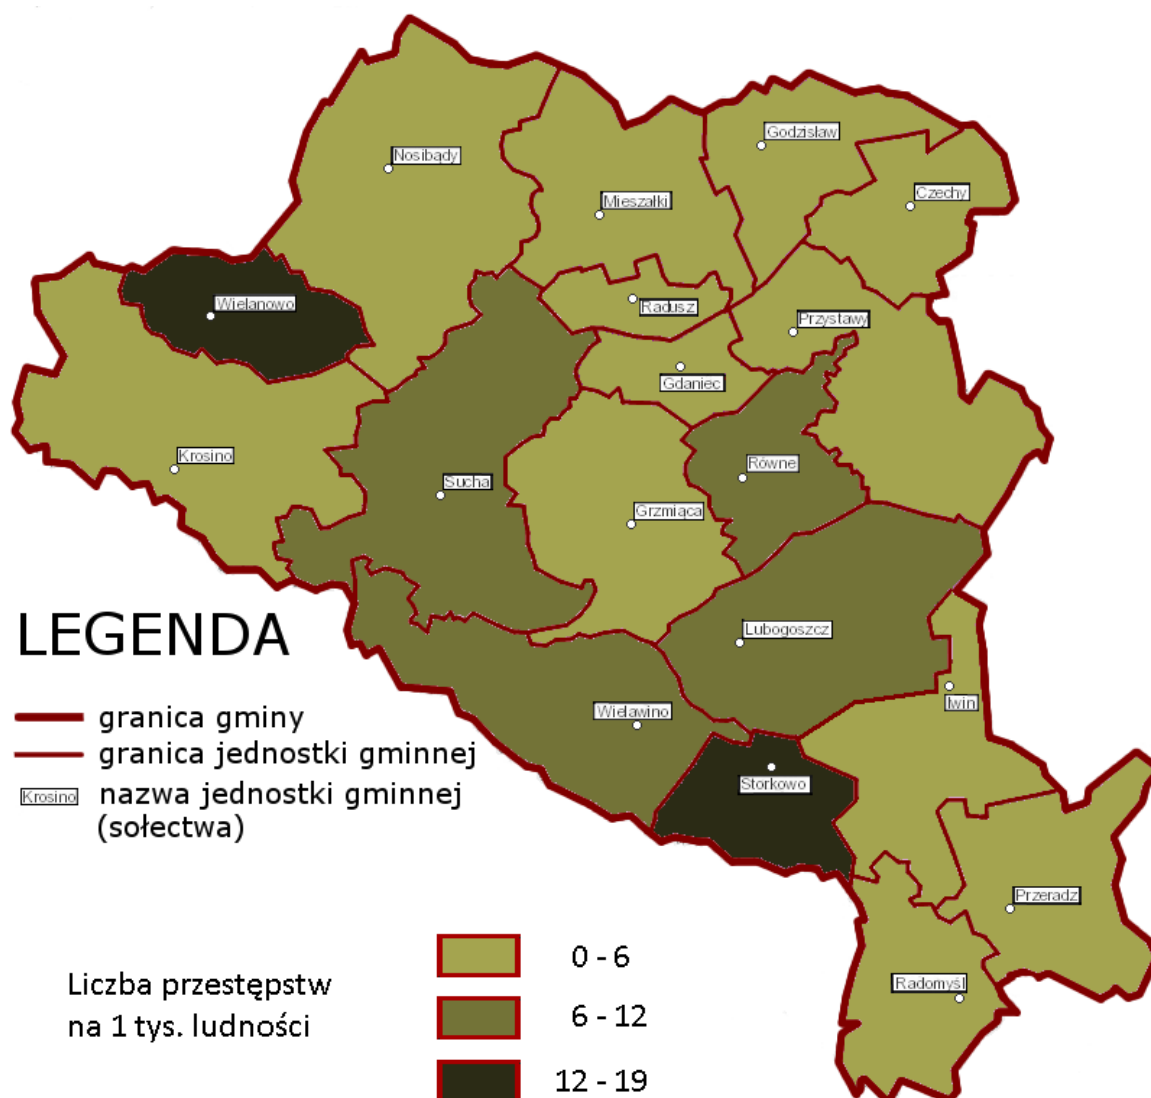 Godzisław
Nosibądy
Czechy
Mieszałki
Wielanowo
Radusz
Przystawy
Gdaniec
Krosino
Równe
Sucha
Grzmiąca
LEGENDA
Lubogoszcz
Iwin
granica gminy
Wielawino
granica jednostki gminnej
Storkowo
Krosino nazwa jednostki gminnej
(sołectwa)
Przeradz
Radomyśl
Liczba przestępstw
na 1 tys. ludności
0 - 6
6 - 12
12 - 19